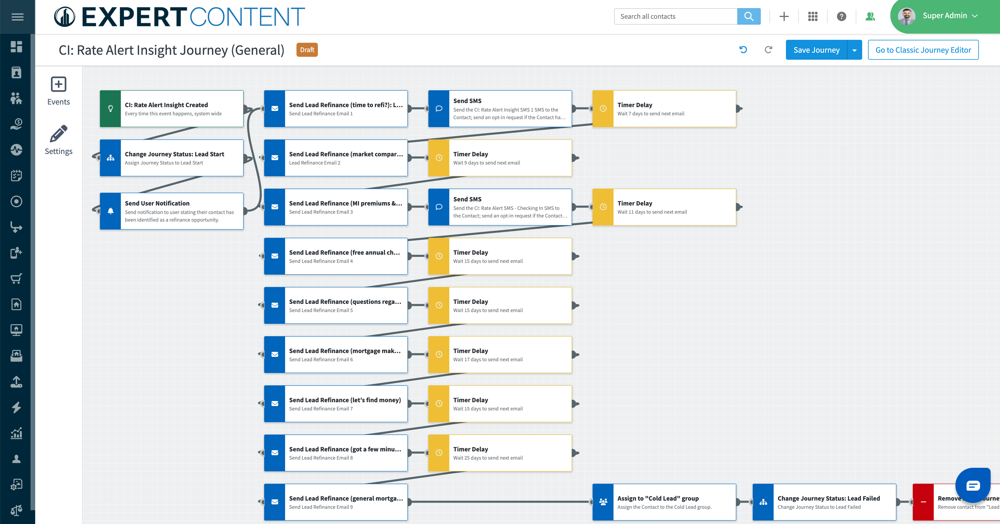 EXPERTCONTENT
Search all contacts
Super Admin
CI: Rate Alert Insight Journey (General)
Draft
Save Journey
Go to Classic Journey Editor
Events
Settings
CI: Rate Alert Insight Created
Every time this event happens, system wide
Send Lead Refinance (time to refi?): L...
Send Lead Refinance Email 1
Send SMS
Send the CI: Rate Alert Insight SMS 1 SMS to the
Contact; send an opt-in request if the Contact ha...
Timer Delay
Wait 7 days to send next email
Change Journey Status: Lead Start
Assign Journey Status to Lead Start
Send Lead Refinance (market compar...
Lead Refinance Email 2
Timer Delay
Wait 9 days to send next email
Send User Notification
Send notification to user stating their contact has
been identified as a refinance opportunity.
Send Lead Refinance (MI premiums &...
Send Lead Refinance Email 3
Send SMS
Send the CI: Rate Alert SMS - Checking In SMS to
the Contact; send an opt-in request if the Contact...
Timer Delay
Wait 11 days to send next email
Send Lead Refinance (free annual ch...
Send Lead Refinance Email 4
Timer Delay
Wait 15 days to send next email
Send Lead Refinance (questions rega...
Send Lead Refinance Email 5
Timer Delay
Wait 15 days to send next email
Send Lead Refinance (mortgage mak...
Send Lead Refinance Email 6
Timer Delay
Wait 17 days to send next email
Send Lead Refinance (let's find money)
Send Lead Refinance Email 7
Timer Delay
Wait 15 days to send next email
Send Lead Refinance (got a few minu...
Send Lead Refinance Email 8
Timer Delay
Wait 25 days to send next email
Send Lead Refinance (general mortga...
Send Lead Refinance Email 9
Assign to "Cold Lead" group
Assign the Contact to the Cold Lead group.
Change Journey Status: Lead Failed
Change Journey Status to Lead Failed
Remove
Remove contact from "Lead